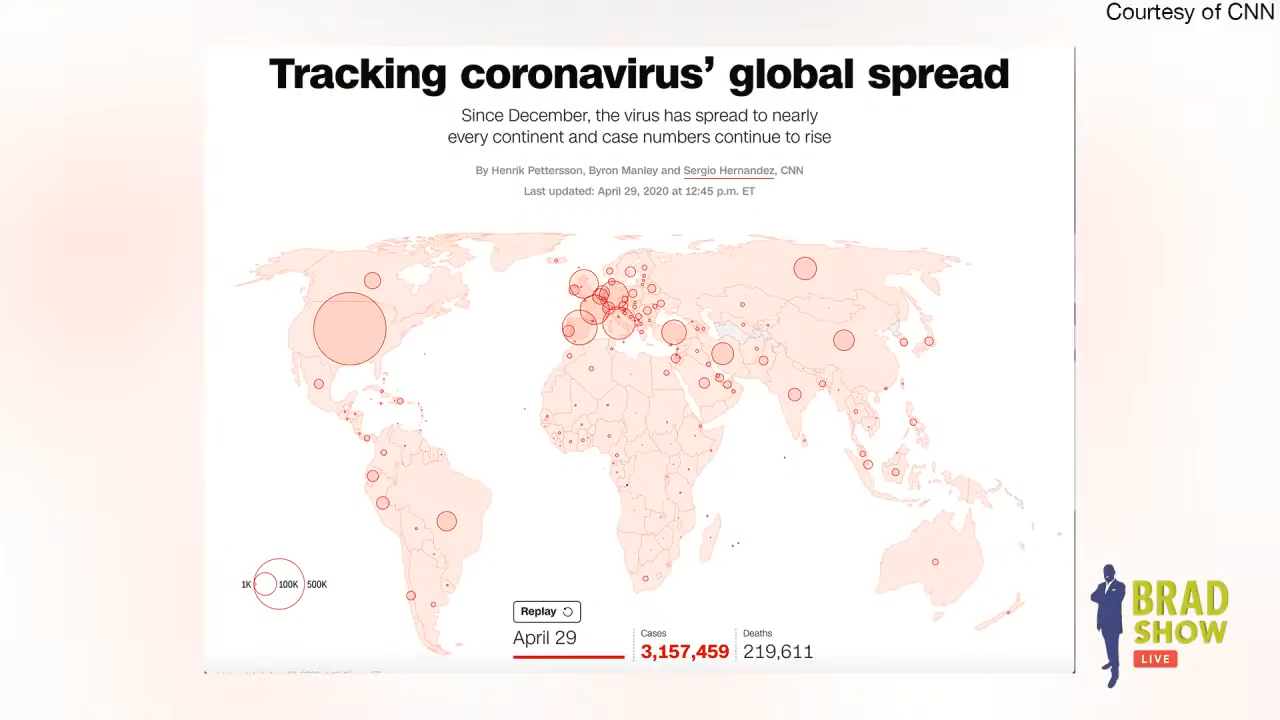 Courtesy of CNN
Tracking coronavirus’ global spread
Since December, the virus has spread to nearly
every continent and case numbers continue to rise
By Henrik Pettersson, Byron Manley and Sergio Hernandez, CNN
Last updated: April 29, 2020 at 12:45 p.m. ET
1K 100K 500K
Replay
April 29
Cases
3,157,459
Deaths
219,611
BRAD
SHOW
LIVE